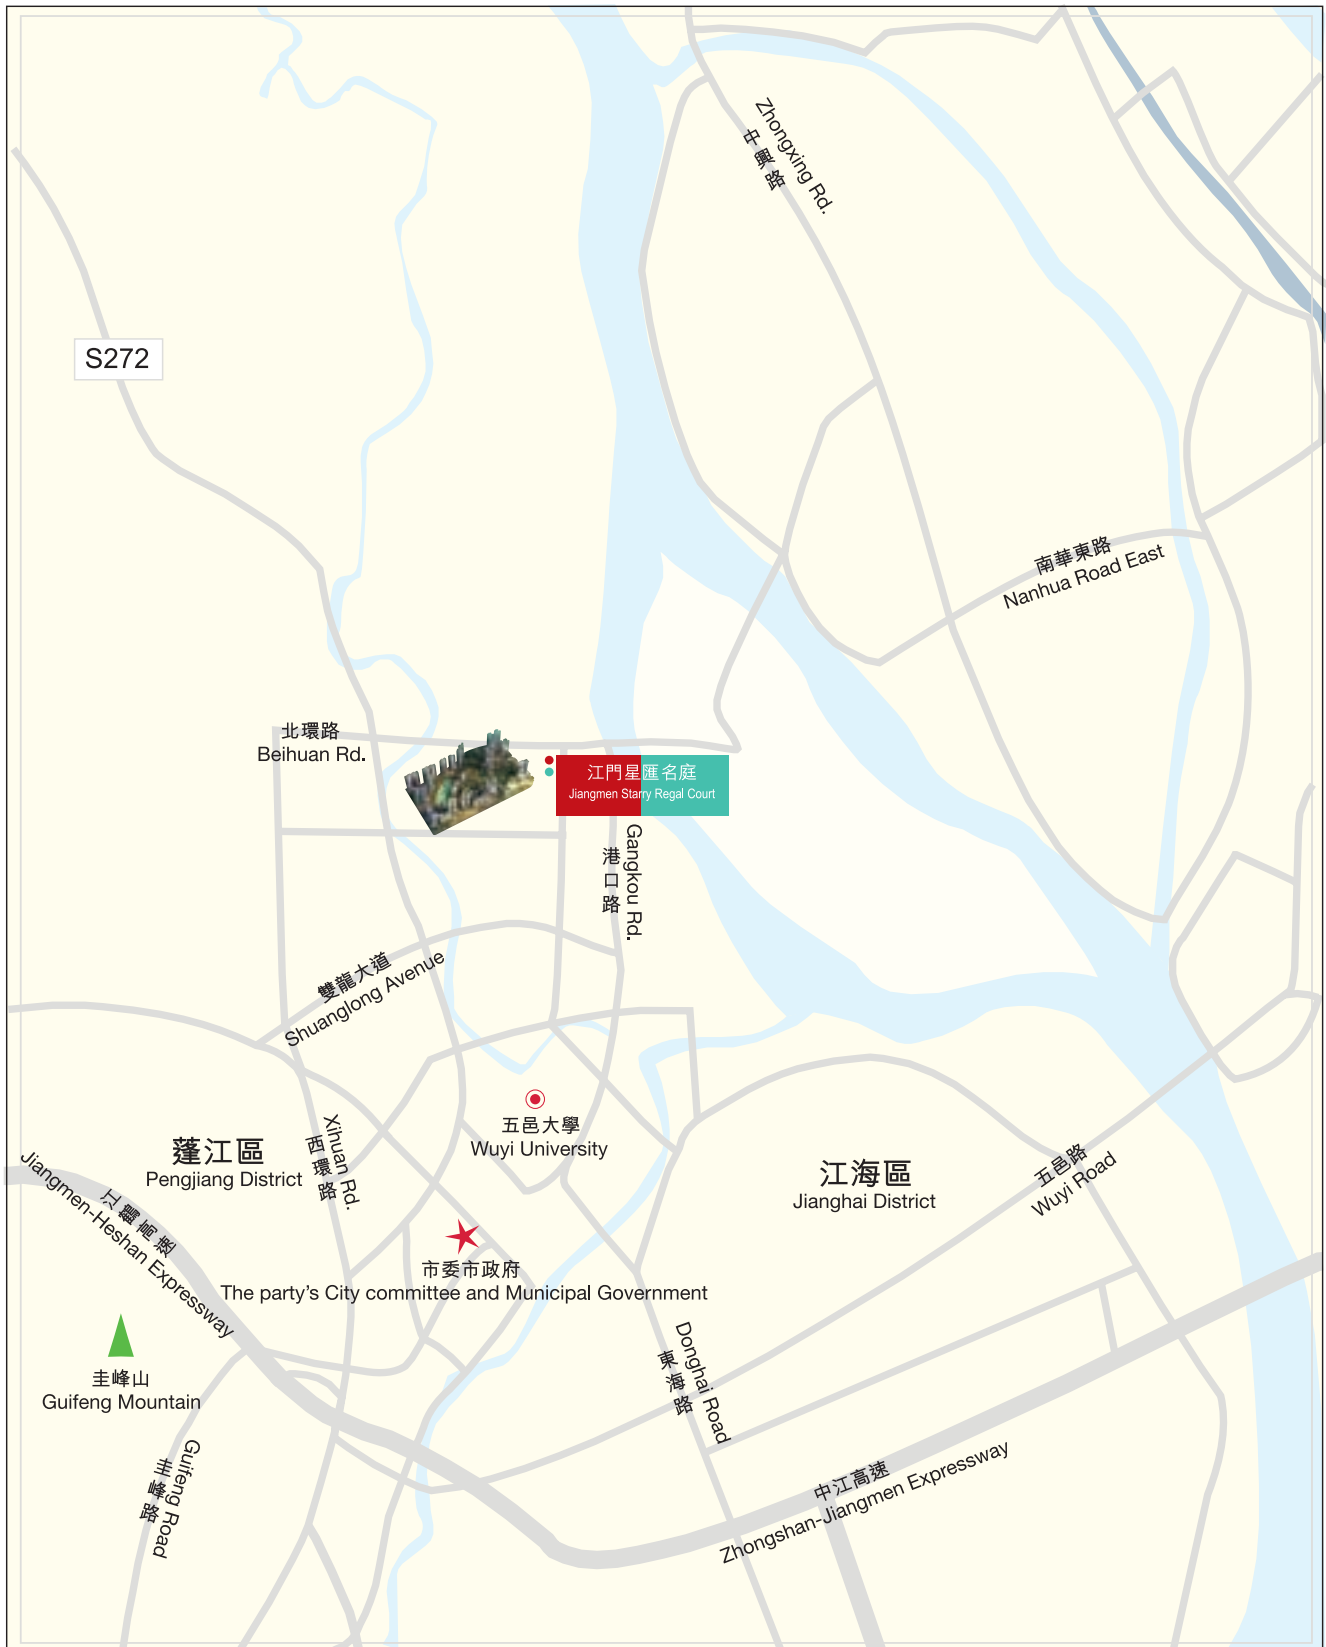 中興路
Zhongxing Rd.
S272
南華東路
Nanhua Road East
北環路
Beihuan Rd.
江門星匯名庭
Jiangmen Starry Regal Court
港口路
Gangkou Rd.
雙龍大道
Shuanglong Avenue
五邑大學
Wuyi University
西環路
Xihuan Rd.
蓬江區
Pengjiang District
江海區
Jianghai District
五邑路
Wuyi Road
江鶴高速
Jiangmen-Heshan Expressway
市委市政府
The party’s City committee and Municipal Government
圭峰山
Guifeng Mountain
東海路
Donghai Road
圭峰路
Guifeng Road
中江高速
Zhongshan-Jiangmen Expressway